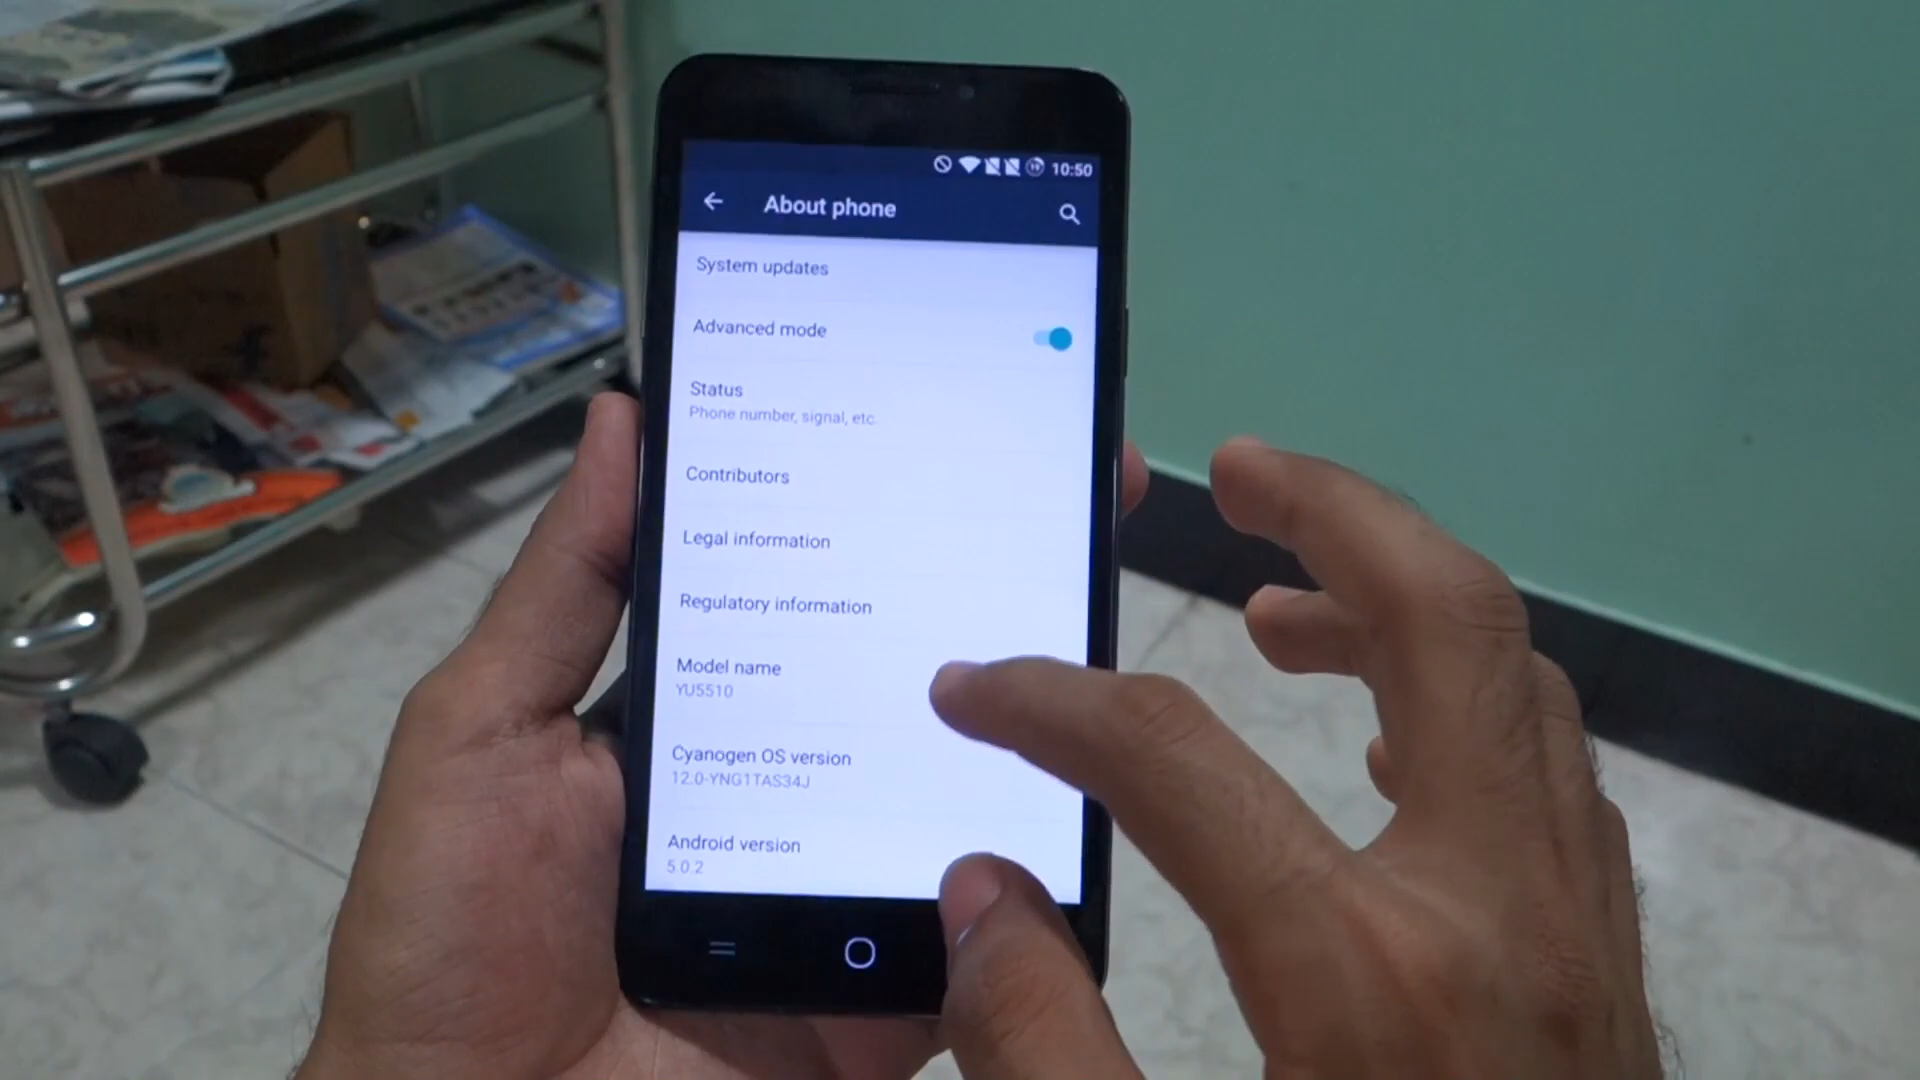 10:50
About phone
System updates
Advanced mode
Status
Phone number, signal, etc.
Contributors
Legal information
Regulatory information
Model name
YU5510
Cyanogen OS version
12.0-YNG1TAS34J
Android version
5.0.2